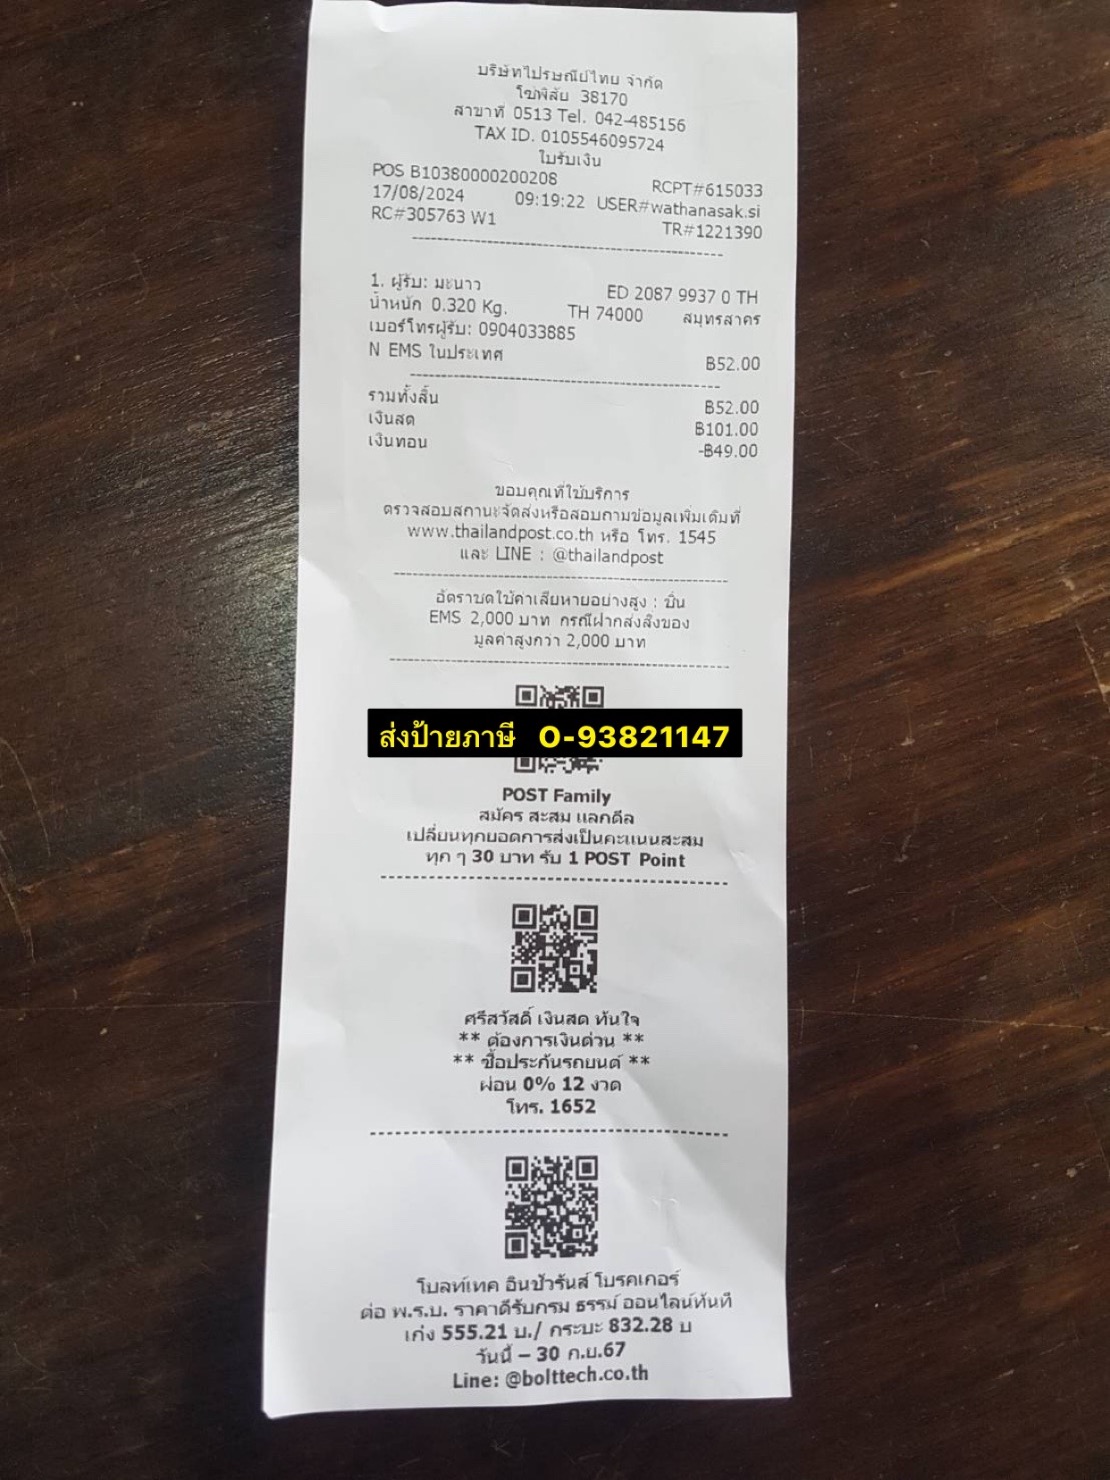 บริษัทไปรษณีย์ไทย จำกัด
โซ่พิสัย 38170
สาขาที่ 0513 Tel. 042-485156
TAX ID. 0105546095724
ใบรับเงิน
POS B10380000200208 RCPT#615033
17/08/2024 09:19:22 USER#wathanasak.si
RC#305763 W1 TR#1221390
1. ผู้รับ: มะนาว ED 2087 9937 0 TH
น้ำหนัก 0.320 Kg. TH 74000 สมุทรสาคร
เบอร์โทรผู้รับ: 0904033885
N EMS ในประเทศ ฿52.00
รวมทั้งสิ้น ฿52.00
เงินสด ฿101.00
เงินทอน -฿49.00
ขอบคุณที่ใช้บริการ
ตรวจสอบสถานะจัดส่งหรือสอบถามข้อมูลเพิ่มเติมที่
www.thailandpost.co.th หรือ โทร. 1545
และ LINE : @thailandpost
อัตราชดใช้ค่าเสียหายอย่างสูง : ชิ้น
EMS 2,000 บาท กรณีฝากส่งสิ่งของ
มูลค่าสูงกว่า 2,000 บาท
ส่งป้ายภาษี O-93821147
POST Family
สมัคร สะสม แลกดีล
เปลี่ยนทุกยอดการส่งเป็นคะแนนสะสม
ทุก ๆ 30 บาท รับ 1 POST Point
ศรีสวัสดิ์ เงินสด ทันใจ
** ต้องการเงินด่วน **
** ซื้อประกันรถยนต์ **
ผ่อน 0% 12 งวด
โทร. 1652
โบลท์เทค อินชัวรันส์ โบรคเกอร์
ต่อ พ.ร.บ. ราคาดีรับกรมธรรม์ออนไลน์ทันที
เก๋ง 555.21 บ./ กระบะ 832.28 บ
วันนี้ – 30 ก.ย.67
Line: @bolttech.co.th